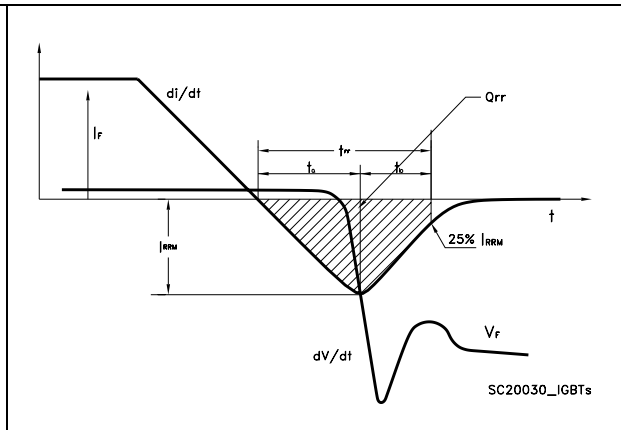 di/dt
Qrr
IF
trr
ta
tb
t
IRRM
25% IRRM
VF
dV/dt
SC20030_IGBTs